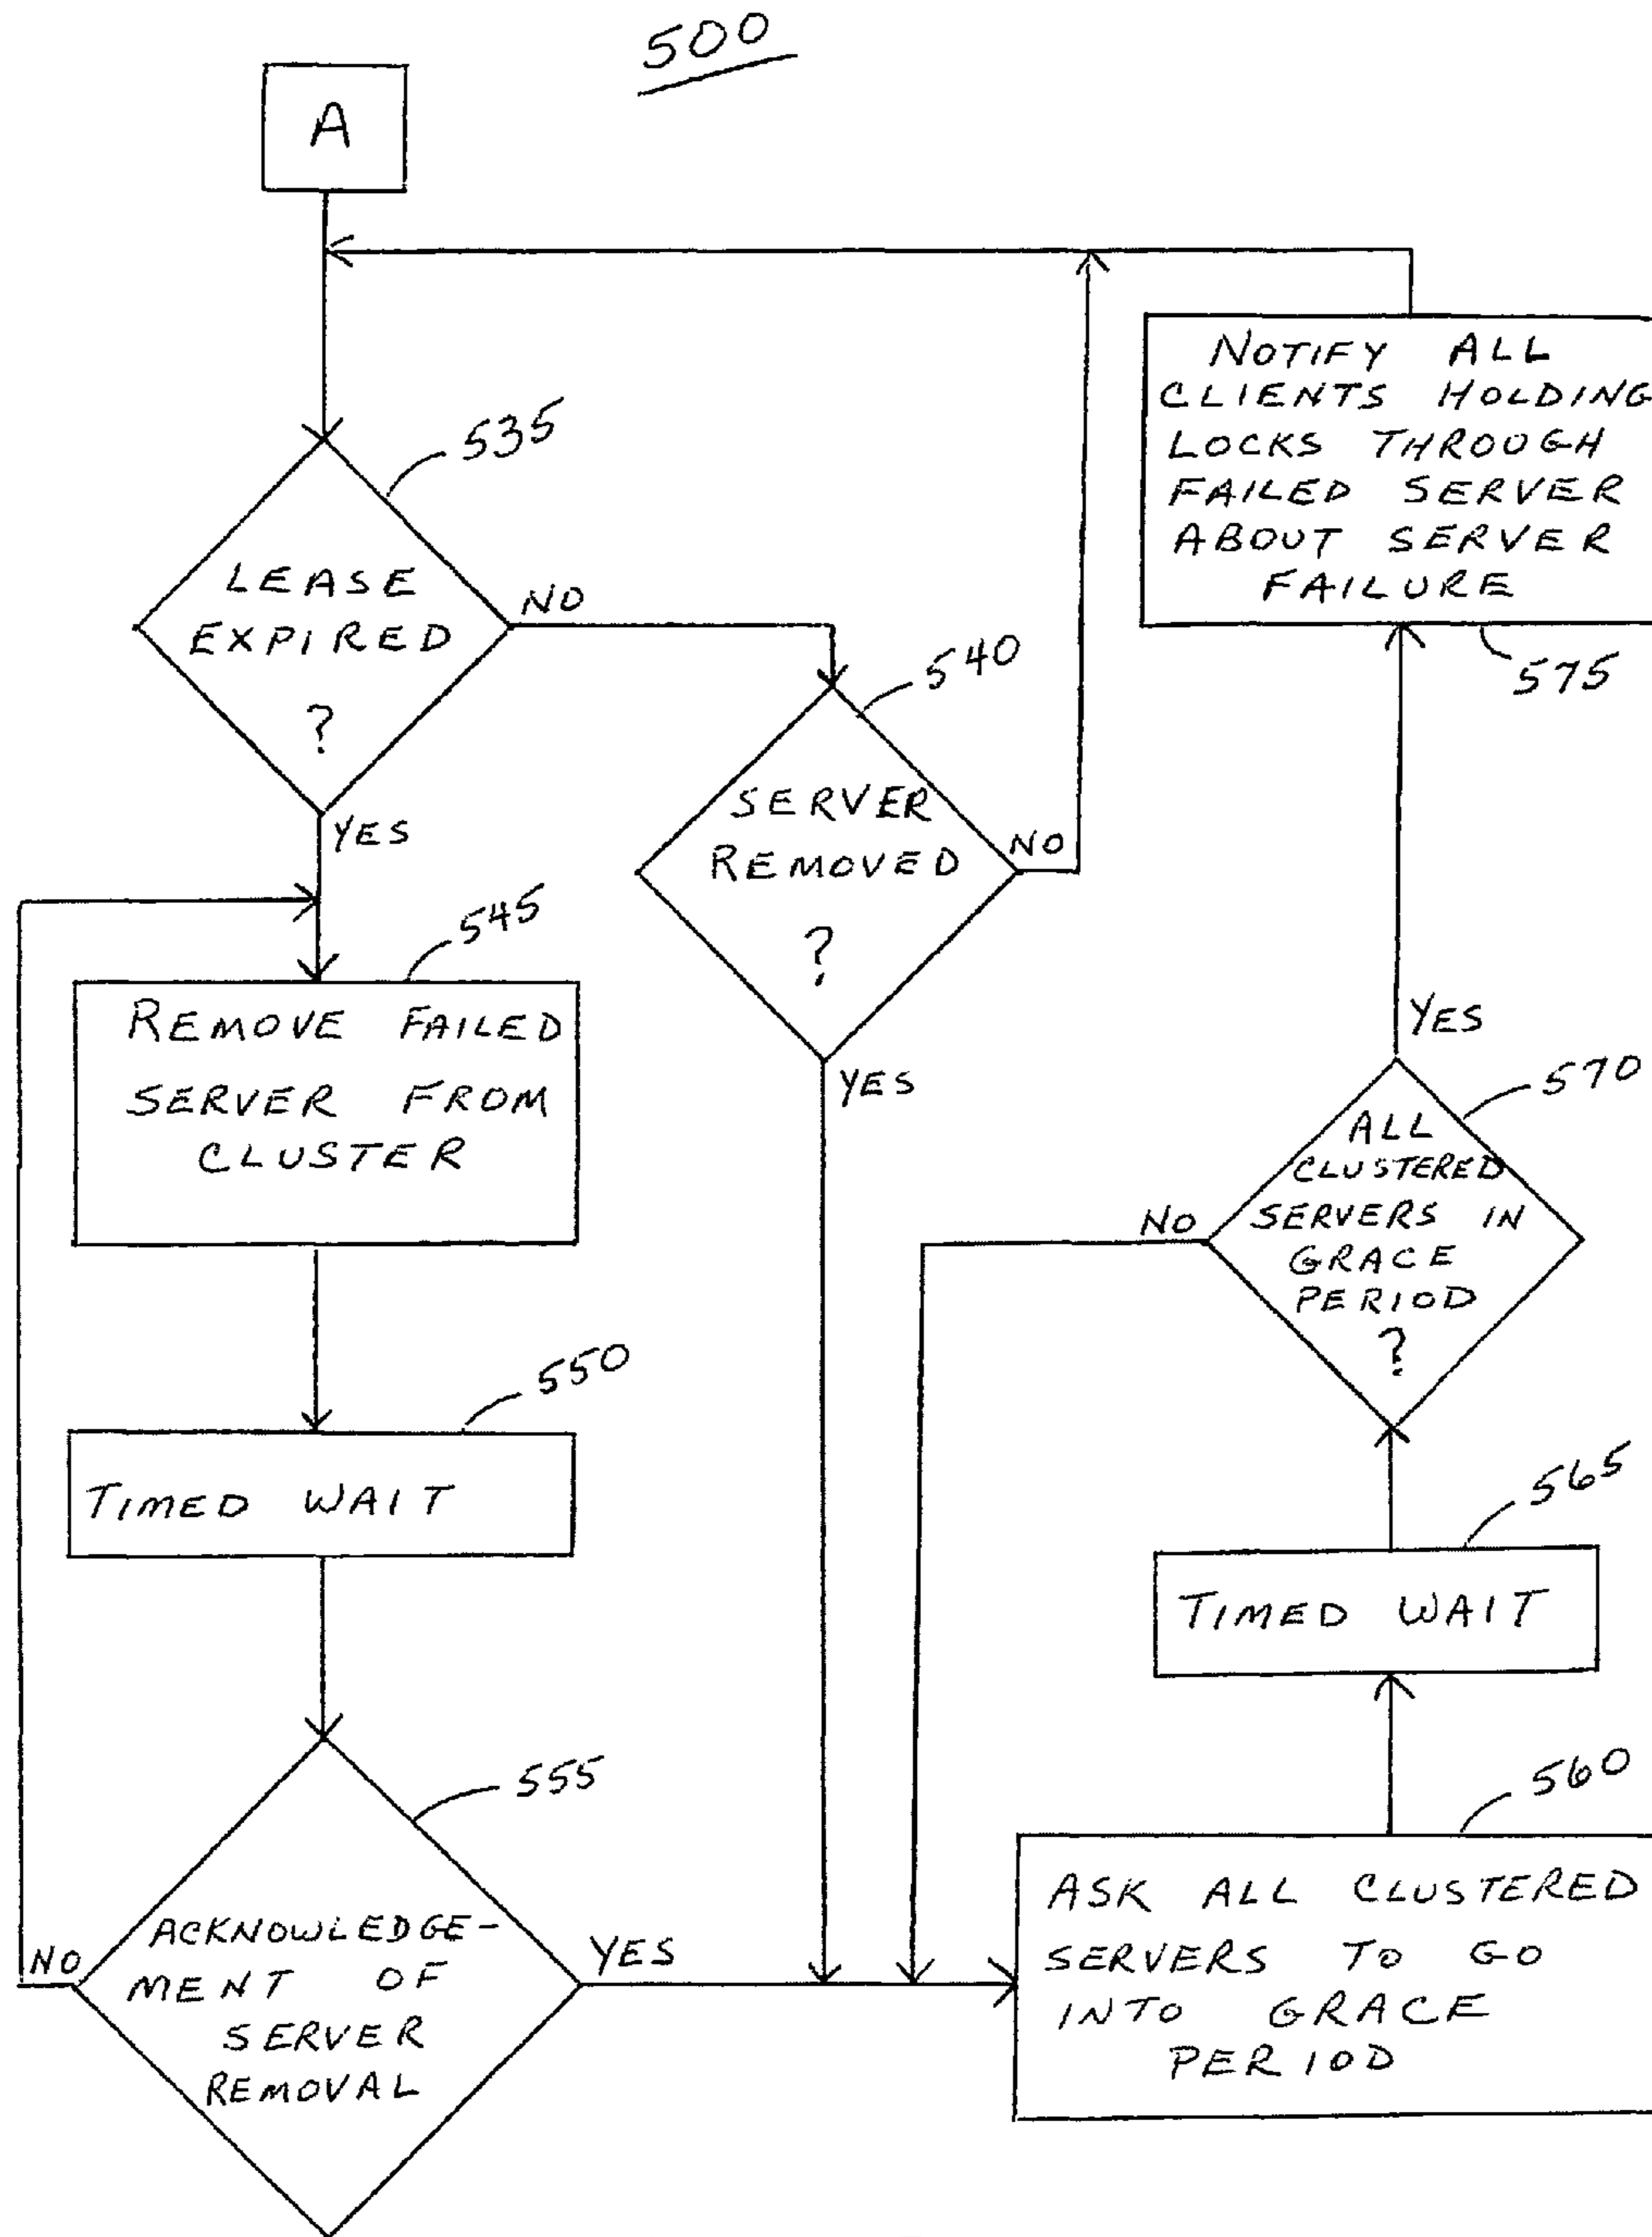 500
A
535
LEASE
EXPIRED
?
NO
YES
540
SERVER
REMOVED
?
NO
YES
545
REMOVE FAILED
SERVER FROM
CLUSTER
550
TIMED WAIT
555
ACKNOWLEDGE-
MENT OF
SERVER
REMOVAL
NO
YES
560
ASK ALL CLUSTERED
SERVERS TO GO
INTO GRACE
PERIOD
565
TIMED WAIT
570
ALL
CLUSTERED
SERVERS IN
GRACE
PERIOD
?
NO
YES
NOTIFY ALL
CLIENTS HOLDING
LOCKS THROUGH
FAILED SERVER
ABOUT SERVER
FAILURE
575